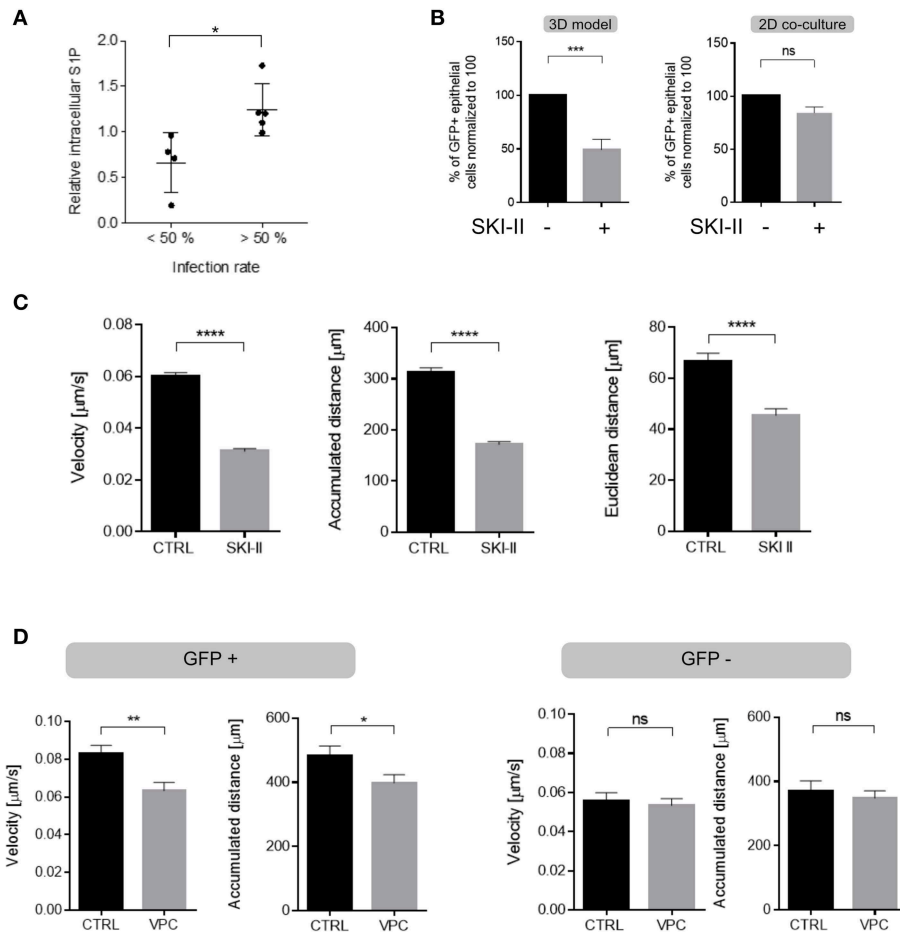 A
Relative Intracellular S1P
2.0
1.5
1.0
0.5
0.0
*
< 50 %
> 50 %
Infection rate
B
3D model
% of GFP+ epithelial
cells normalized to 100
150
100
50
0
***
SKI-II - +
2D co-culture
% of GFP+ epithelial
cells normalized to 100
150
100
50
0
ns
SKI-II - +
C
Velocity [µm/s]
0.08
0.06
0.04
0.02
0.00
****
CTRL SKI-II
Accumulated distance [µm]
400
300
200
100
0
****
CTRL SKI-II
Euclidean distance [µm]
80
60
40
20
0
****
CTRL SKI II
D
GFP +
Velocity [µm/s]
0.10
0.08
0.06
0.04
0.02
0.00
**
CTRL VPC
Accumulated distance [µm]
600
400
200
0
*
CTRL VPC
GFP -
Velocity [µm/s]
0.10
0.08
0.06
0.04
0.02
0.00
ns
CTRL VPC
Accumulated distance [µm]
600
400
200
0
ns
CTRL VPC